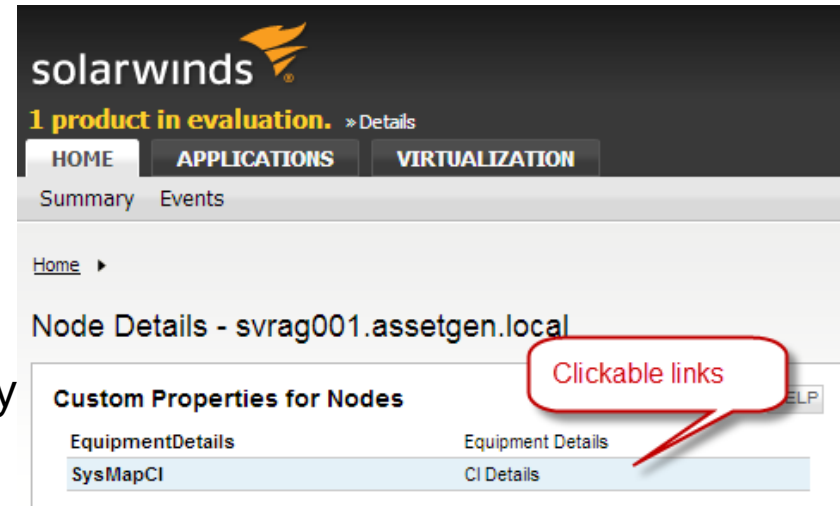 solarwinds
1 product in evaluation. » Details
HOME APPLICATIONS VIRTUALIZATION
Summary Events
Home ▸
Node Details - svrag001.assetgen.local
Clickable links
y
Custom Properties for Nodes ELP
EquipmentDetails Equipment Details
SysMapCI CI Details